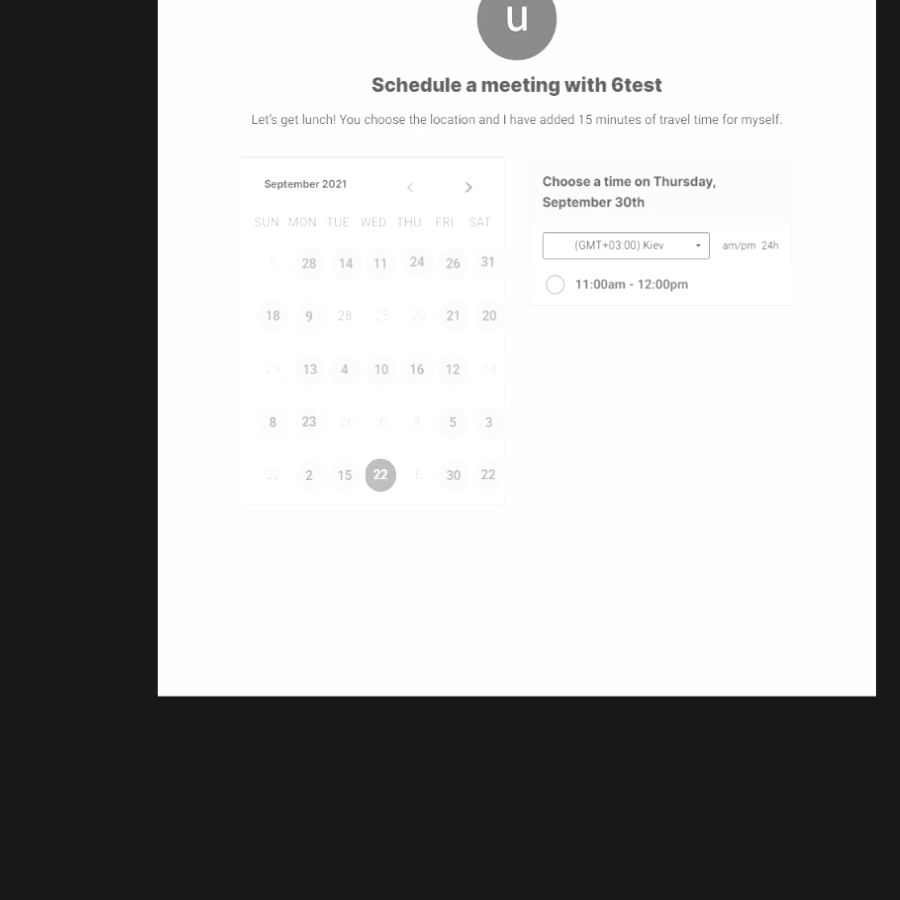 u
Schedule a meeting with 6test
Let's get lunch! You choose the location and I have added 15 minutes of travel time for myself.
September 2021
SUN MON TUE WED THU FRI SAT
8 28 14 11 24 26 31
18 9 28 25 20 21 20
29 13 4 10 16 12 18
8 23 26 6 8 5 3
22 2 15 22 6 30 22
Choose a time on Thursday,
September 30th
(GMT+03:00) Kiev
am/pm 24h
11:00am - 12:00pm